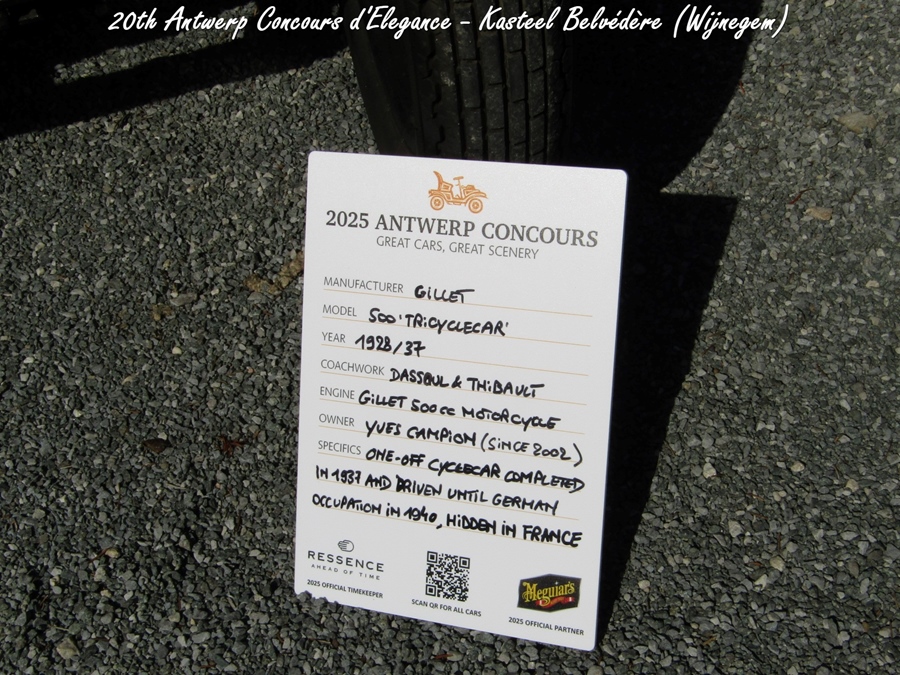 20th Antwerp Concours d'Elegance - Kasteel Belvédère (Wijnegem)
2025 ANTWERP CONCOURS
GREAT CARS, GREAT SCENERY
MANUFACTURER GILLET
MODEL 500 'TRICYCLECAR'
YEAR 1928/37
COACHWORK DASSOUL & THIBAULT
ENGINE GILLET 500cc MOTORCYCLE
OWNER YVES CAMPION (SINCE 2002)
SPECIFICS ONE-OFF CYCLECAR COMPLETED
IN 1937 AND DRIVEN UNTIL GERMAN
OCCUPATION IN 1940, HIDDEN IN FRANCE
RESSENCE
AHEAD OF TIME
2025 OFFICIAL TIMEKEEPER
SCAN QR FOR ALL CARS
Meguiar's
2025 OFFICIAL PARTNER